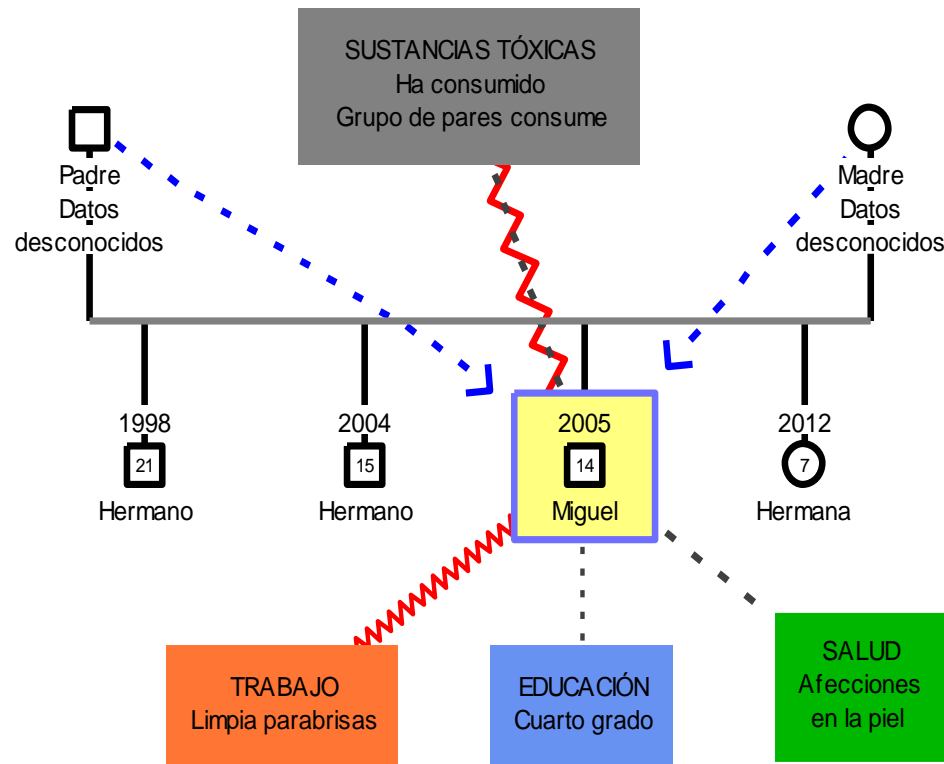 SUSTANCIAS TÓXICAS
Ha consumido
Grupo de pares consume
Padre
Datos
desconocidos
Madre
Datos
desconocidos
1998
21
Hermano
2004
15
Hermano
2005
14
Miguel
2012
7
Hermana
TRABAJO
Limpia parabrisas
EDUCACIÓN
Cuarto grado
SALUD
Afecciones
en la piel